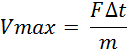 Vmax = FΔt / m